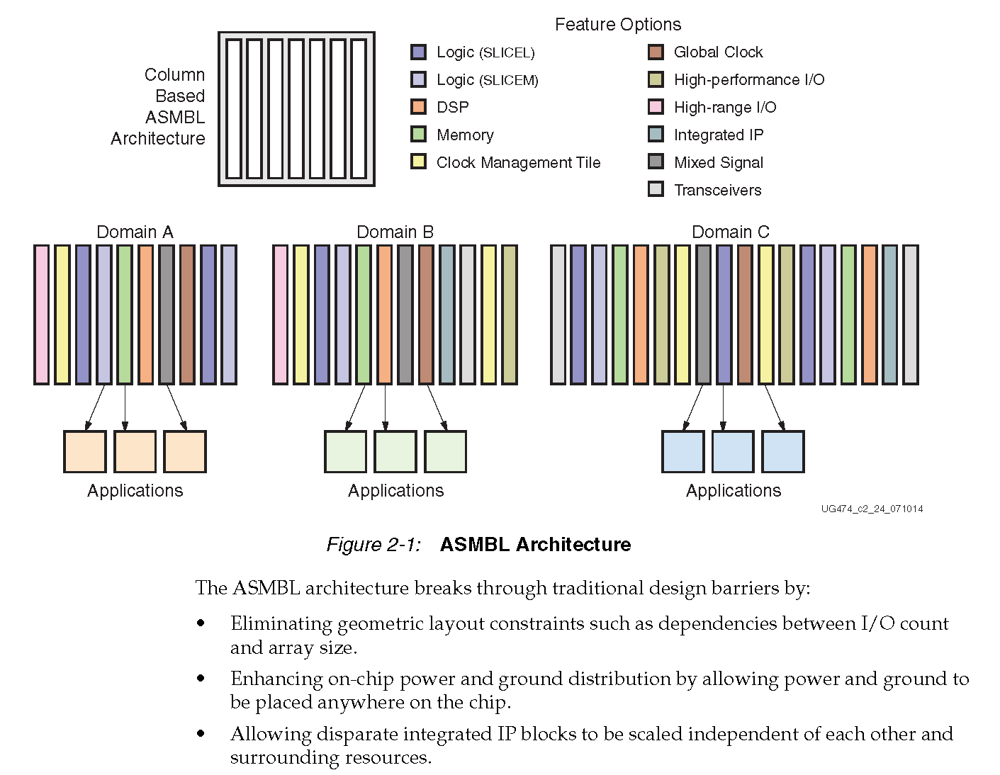 Feature Options
Column
Based
ASMBL
Architecture
Logic (SLICEL)
Logic (SLICEM)
DSP
Memory
Clock Management Tile
Global Clock
High-performance I/O
High-range I/O
Integrated IP
Mixed Signal
Transceivers
Domain A
Domain B
Domain C
Applications
Applications
Applications
UG474_c2_24_071014
Figure 2-1: ASMBL Architecture
The ASMBL architecture breaks through traditional design barriers by:
• Eliminating geometric layout constraints such as dependencies between I/O count
and array size.
• Enhancing on-chip power and ground distribution by allowing power and ground to
be placed anywhere on the chip.
• Allowing disparate integrated IP blocks to be scaled independent of each other and
surrounding resources.